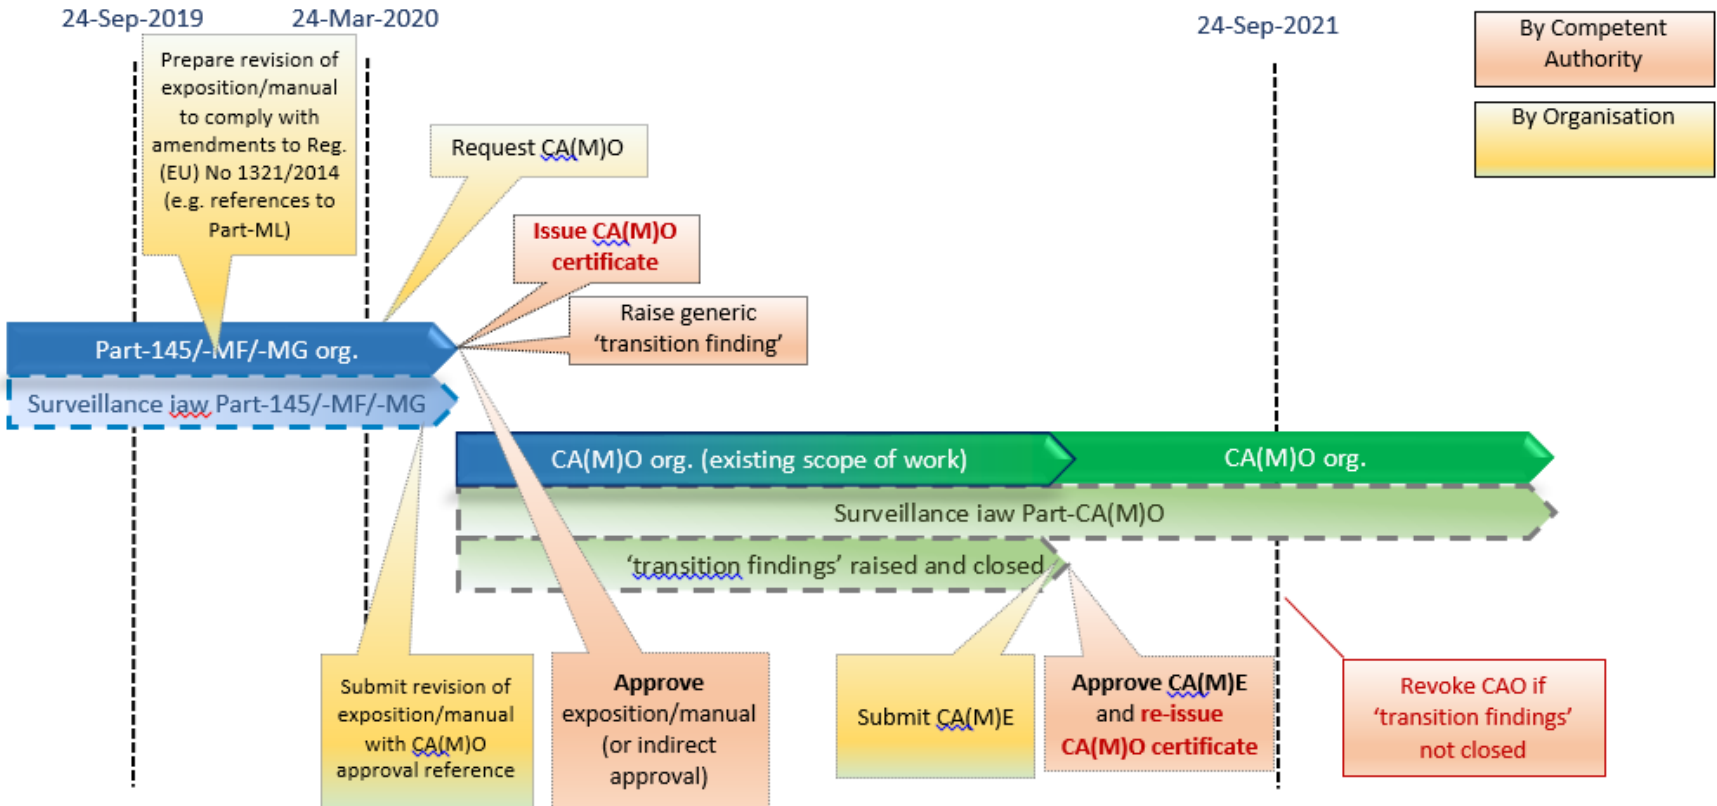 24-Sep-2019
24-Mar-2020
24-Sep-2021
By Competent
Authority
By Organisation
Prepare revision of
exposition/manual
to comply with
amendments to Reg.
(EU) No 1321/2014
(e.g. references to
Part-ML)
Request CA(M)O
Issue CA(M)O
certificate
Raise generic
‘transition finding’
Part-145/-MF/-MG org.
Surveillance iaw Part-145/-MF/-MG
CA(M)O org. (existing scope of work)
CA(M)O org.
Surveillance iaw Part-CA(M)O
‘transition findings’ raised and closed
Submit revision of
exposition/manual
with CA(M)O
approval reference
Approve
exposition/manual
(or indirect
approval)
Submit CA(M)E
Approve CA(M)E
and re-issue
CA(M)O certificate
Revoke CAO if
‘transition findings’
not closed